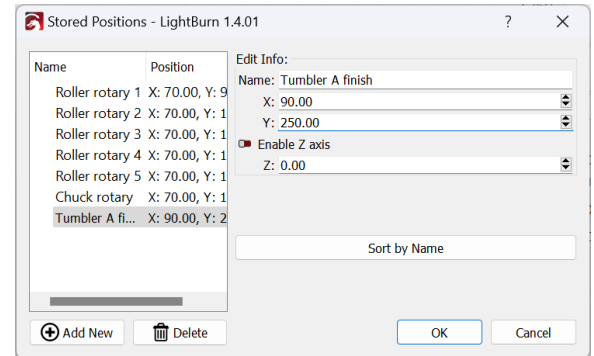 Stored Positions - LightBurn 1.4.01
? X
Name Position
Roller rotary 1 X: 70.00, Y: 9
Roller rotary 2 X: 70.00, Y: 1
Roller rotary 3 X: 70.00, Y: 1
Roller rotary 4 X: 70.00, Y: 1
Roller rotary 5 X: 70.00, Y: 1
Chuck rotary X: 70.00, Y: 1
Tumbler A fi... X: 90.00, Y: 2
Edit Info:
Name: Tumbler A finish
X: 90.00
Y: 250.00
Enable Z axis
Z: 0.00
Sort by Name
Add New Delete
OK Cancel